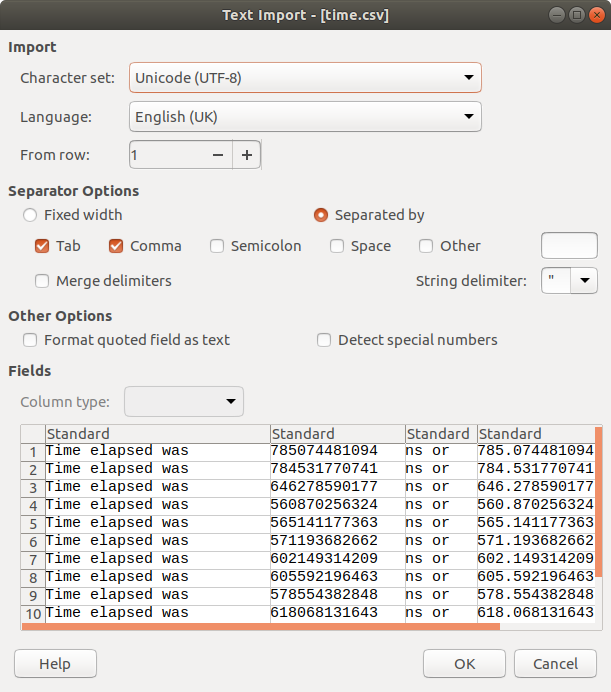 Text Import - [time.csv]
Import
Character set: Unicode (UTF-8)
Language: English (UK)
From row: 1
Separator Options
Fixed width Separated by
Tab Comma Semicolon Space Other
Merge delimiters String delimiter: "
Other Options
Format quoted field as text Detect special numbers
Fields
Column type:
Standard Standard Standard Standard
1 Time elapsed was 785074481094 ns or 785.074481094
2 Time elapsed was 784531770741 ns or 784.531770741
3 Time elapsed was 646278590177 ns or 646.278590177
4 Time elapsed was 560870256324 ns or 560.870256324
5 Time elapsed was 565141177363 ns or 565.141177363
6 Time elapsed was 571193682662 ns or 571.193682662
7 Time elapsed was 602149314209 ns or 602.149314209
8 Time elapsed was 605592196463 ns or 605.592196463
9 Time elapsed was 578554382848 ns or 578.554382848
10 Time elapsed was 618068131643 ns or 618.068131643
Help OK Cancel